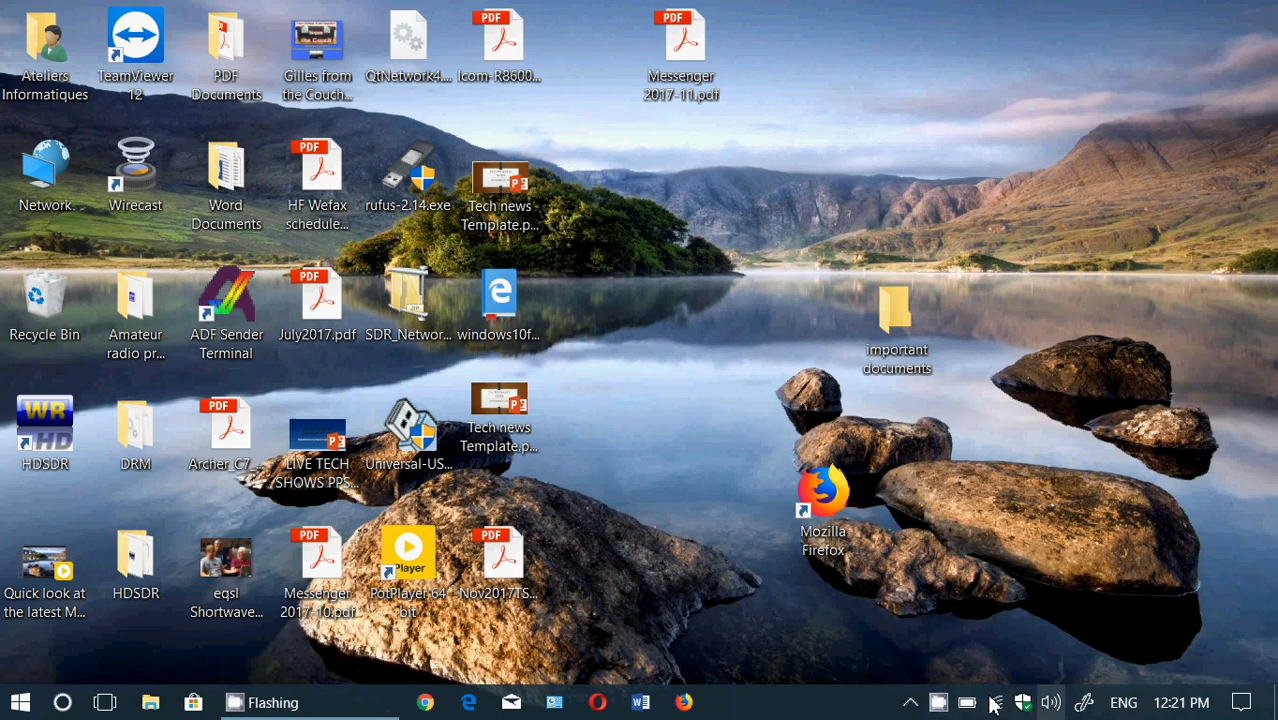 Ateliers
Informatiques
TeamViewer
12
PDF
Documents
Gilles from
the Couch...
QtNetwork4....
Icom-R8600...
Messenger
2017-11.pdf
Network
Wirecast
Word
Documents
HF Wefax
schedule...
rufus-2.14.exe
Tech news
Template.p...
Recycle Bin
Amateur
radio pr...
ADF Sender
Terminal
July2017.pdf
SDR_Networ...
windows10f...
important
documents
HDSDR
DRM
Archer_C7_...
LIVE TECH
SHOWS PPS...
Universal-US...
Tech news
Template.p...
Mozilla
Firefox
Quick look at
the latest M...
HDSDR
eqsl
Shortwave...
Messenger
2017-10.pdf
PotPlayer 64
bit
Nov2017TS...
PDF
PDF
PDF
PDF
PDF
PDF
PDF
WR
HD
Player
ZIP
Flashing
ENG
12:21 PM